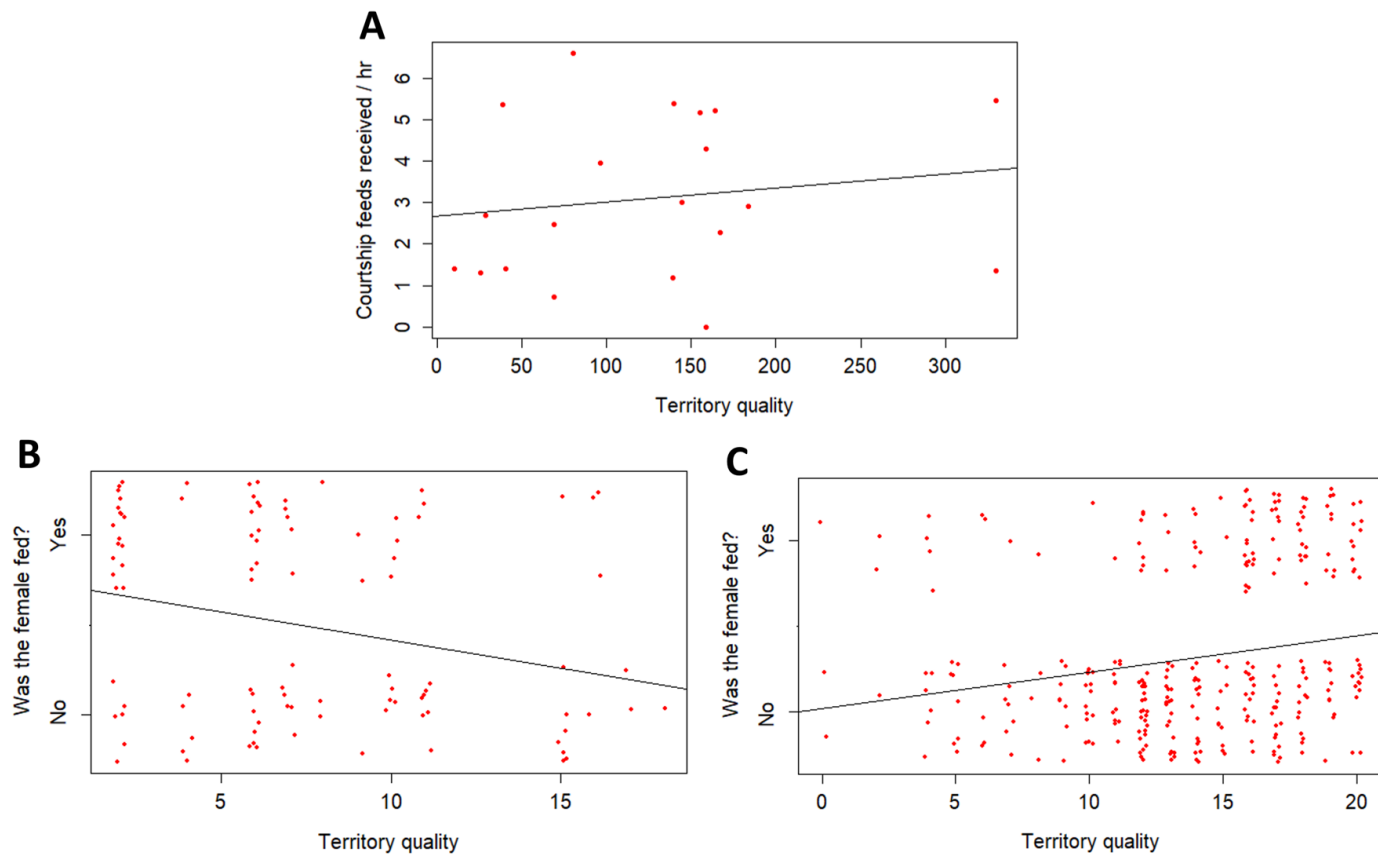 A
Courtship feeds received / hr
6
5
4
3
2
1
0
0 50 100 150 200 250 300
Territory quality
B
Was the female fed?
Yes
No
5 10 15
Territory quality
C
Was the female fed?
Yes
No
0 5 10 15 20
Territory quality